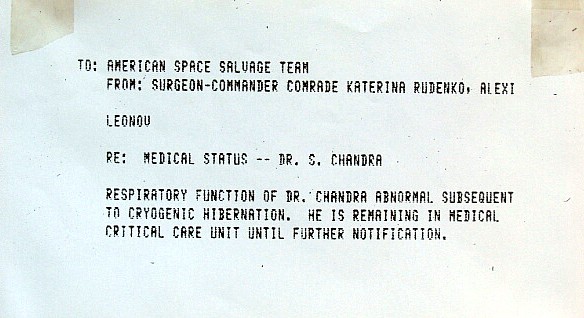 TO: AMERICAN SPACE SALVAGE TEAM
FROM: SURGEON-COMMANDER COMRADE KATERINA RUDENKO, ALEXI
LEONOV
RE: MEDICAL STATUS -- DR. S. CHANDRA
RESPIRATORY FUNCTION OF DR. CHANDRA ABNORMAL SUBSEQUENT
TO CRYOGENIC HIBERNATION. HE IS REMAINING IN MEDICAL
CRITICAL CARE UNIT UNTIL FURTHER NOTIFICATION.